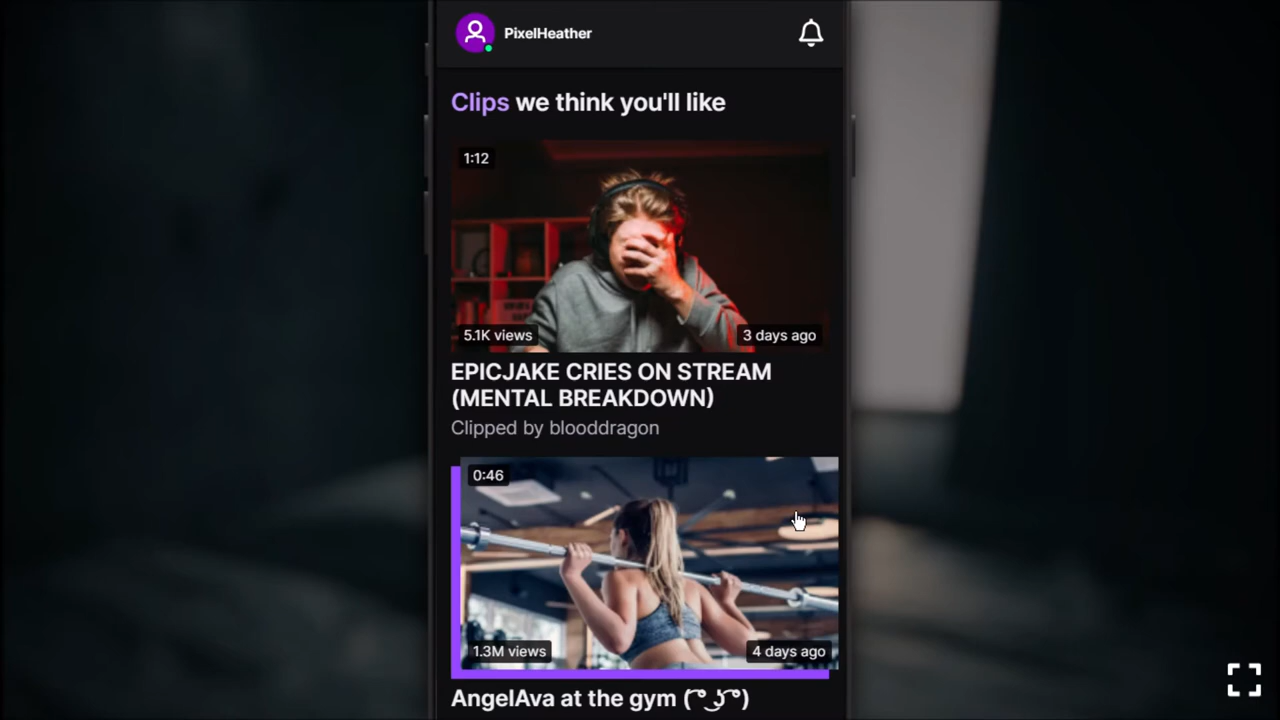 PixelHeather
Clips we think you'll like
1:12
5.1K views
3 days ago
EPICJAKE CRIES ON STREAM
(MENTAL BREAKDOWN)
Clipped by blooddragon
0:46
1.3M views
4 days ago
AngelAva at the gym ( ͡° ͜ʖ ͡°)